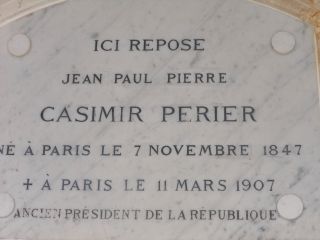 ICI REPOSE
JEAN PAUL PIERRE
CASIMIR PERIER
NÉ À PARIS LE 7 NOVEMBRE 1847
+ À PARIS LE 11 MARS 1907
ANCIEN PRÉSIDENT DE LA RÉPUBLIQUE